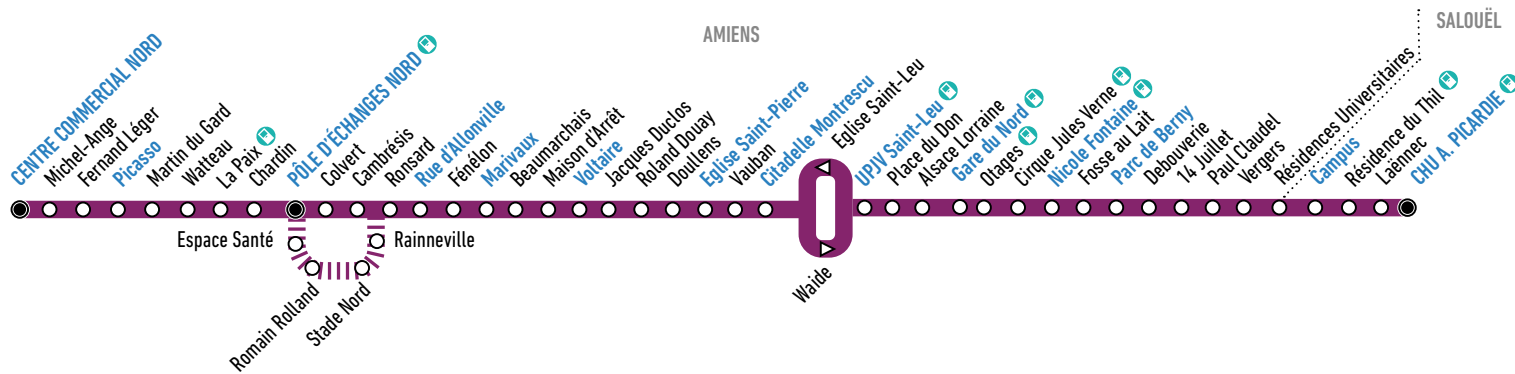 AMIENS
SALOUËL
CENTRE COMMERCIAL NORD
Michel-Ange
Fernand Léger
Picasso
Martin du Gard
Watteau
La Paix
Chardin
PÔLE D'ÉCHANGES NORD
Colvert
Cambrésis
Ronsard
Rue d'Allonville
Fénélon
Marivaux
Beaumarchais
Maison d'Arrêt
Voltaire
Jacques Duclos
Roland Douay
Doullens
Eglise Saint-Pierre
Vauban
Citadelle Montrescu
Eglise Saint-Leu
UPJV Saint-Leu
Place du Don
Alsace Lorraine
Gare du Nord
Otages
Cirque Jules Verne
Nicole Fontaine
Fosse au Lait
Parc de Berny
Debouverie
14 Juillet
Paul Claudel
Vergers
Résidences Universitaires
Campus
Résidence du Thil
Laënnec
CHU A. PICARDIE
Espace Santé
Rainneville
Romain Rolland
Stade Nord
Waide